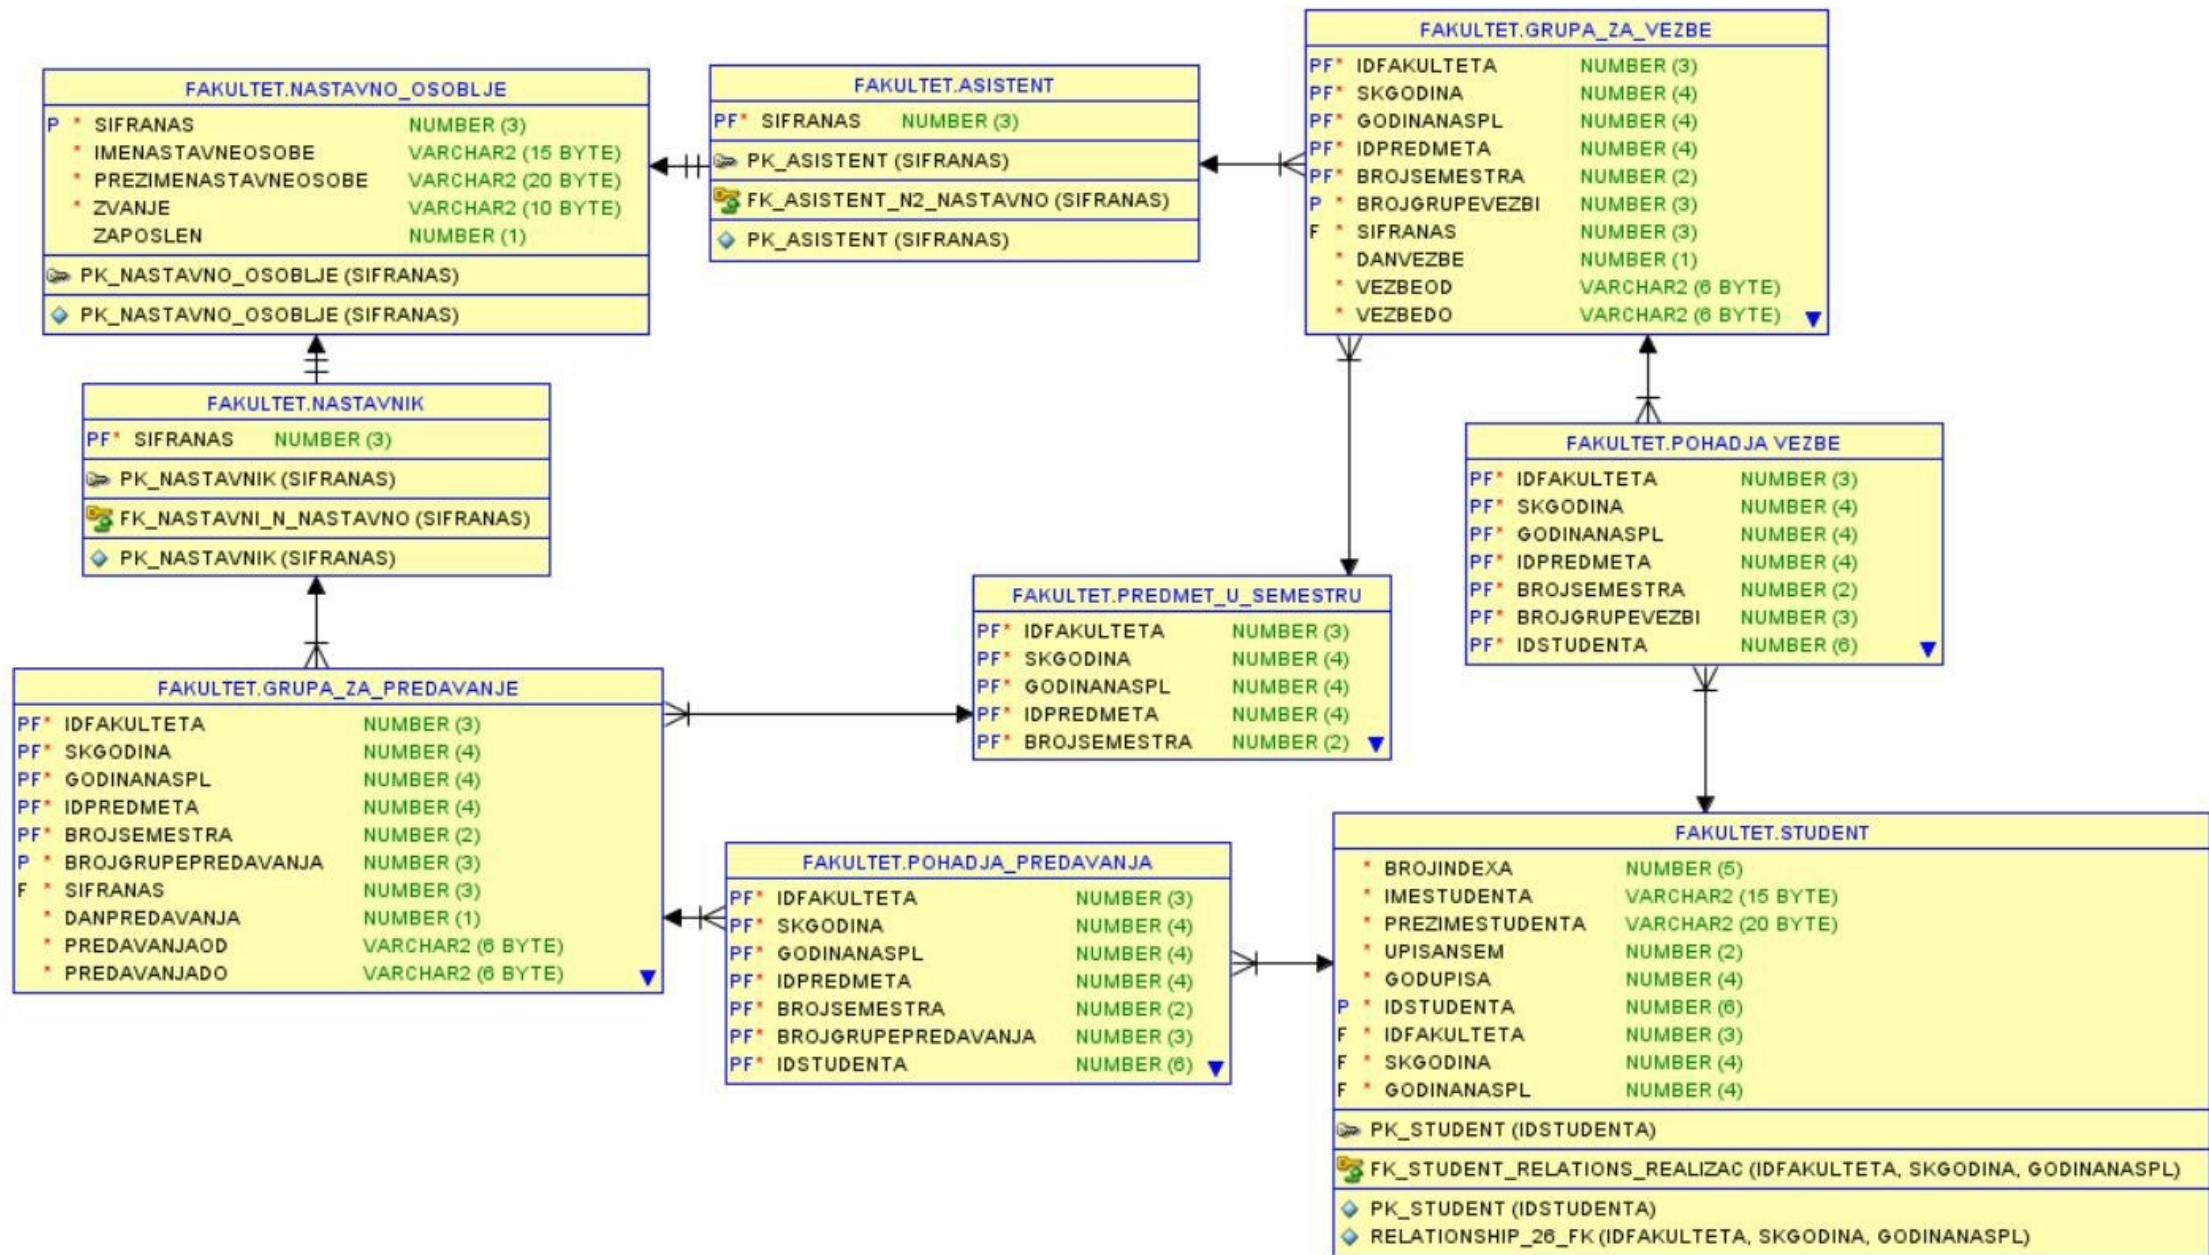 FAKULTET.NASTAVNO_OSOBLJE
P * SIFRANAS NUMBER (3)
* IMENASTAVNEOSOBE VARCHAR2 (15 BYTE)
* PREZIMENASTAVNEOSOBE VARCHAR2 (20 BYTE)
* ZVANJE VARCHAR2 (10 BYTE)
ZAPOSLEN NUMBER (1)
PK_NASTAVNO_OSOBLJE (SIFRANAS)
PK_NASTAVNO_OSOBLJE (SIFRANAS)
FAKULTET.ASISTENT
PF* SIFRANAS NUMBER (3)
PK_ASISTENT (SIFRANAS)
FK_ASISTENT_N2_NASTAVNO (SIFRANAS)
PK_ASISTENT (SIFRANAS)
FAKULTET.GRUPA_ZA_VEZBE
PF* IDFAKULTETA NUMBER (3)
PF* SKGODINA NUMBER (4)
PF* GODINANASPL NUMBER (4)
PF* IDPREDMETA NUMBER (4)
PF* BROJSEMESTRA NUMBER (2)
P * BROJGRUPEVEZBI NUMBER (3)
F * SIFRANAS NUMBER (3)
* DANVEZBE NUMBER (1)
* VEZBEOD VARCHAR2 (6 BYTE)
* VEZBEDO VARCHAR2 (6 BYTE)
FAKULTET.NASTAVNIK
PF* SIFRANAS NUMBER (3)
PK_NASTAVNIK (SIFRANAS)
FK_NASTAVNI_N_NASTAVNO (SIFRANAS)
PK_NASTAVNIK (SIFRANAS)
FAKULTET.POHADJA VEZBE
PF* IDFAKULTETA NUMBER (3)
PF* SKGODINA NUMBER (4)
PF* GODINANASPL NUMBER (4)
PF* IDPREDMETA NUMBER (4)
PF* BROJSEMESTRA NUMBER (2)
PF* BROJGRUPEVEZBI NUMBER (3)
PF* IDSTUDENTA NUMBER (6)
FAKULTET.PREDMET_U_SEMESTRU
PF* IDFAKULTETA NUMBER (3)
PF* SKGODINA NUMBER (4)
PF* GODINANASPL NUMBER (4)
PF* IDPREDMETA NUMBER (4)
PF* BROJSEMESTRA NUMBER (2)
FAKULTET.GRUPA_ZA_PREDAVANJE
PF* IDFAKULTETA NUMBER (3)
PF* SKGODINA NUMBER (4)
PF* GODINANASPL NUMBER (4)
PF* IDPREDMETA NUMBER (4)
PF* BROJSEMESTRA NUMBER (2)
P * BROJGRUPEPREDAVANJA NUMBER (3)
F * SIFRANAS NUMBER (3)
* DANPREDAVANJA NUMBER (1)
* PREDAVANJAOD VARCHAR2 (6 BYTE)
* PREDAVANJADO VARCHAR2 (6 BYTE)
FAKULTET.POHADJA_PREDAVANJA
PF* IDFAKULTETA NUMBER (3)
PF* SKGODINA NUMBER (4)
PF* GODINANASPL NUMBER (4)
PF* IDPREDMETA NUMBER (4)
PF* BROJSEMESTRA NUMBER (2)
PF* BROJGRUPEPREDAVANJA NUMBER (3)
PF* IDSTUDENTA NUMBER (6)
FAKULTET.STUDENT
* BROJINDEXA NUMBER (5)
* IMESTUDENTA VARCHAR2 (15 BYTE)
* PREZIMESTUDENTA VARCHAR2 (20 BYTE)
* UPISANSEM NUMBER (2)
* GODUPISA NUMBER (4)
P * IDSTUDENTA NUMBER (6)
F * IDFAKULTETA NUMBER (3)
F * SKGODINA NUMBER (4)
F * GODINANASPL NUMBER (4)
PK_STUDENT (IDSTUDENTA)
FK_STUDENT_RELATIONS_REALIZAC (IDFAKULTETA, SKGODINA, GODINANASPL)
PK_STUDENT (IDSTUDENTA)
RELATIONSHIP_26_FK (IDFAKULTETA, SKGODINA, GODINANASPL)